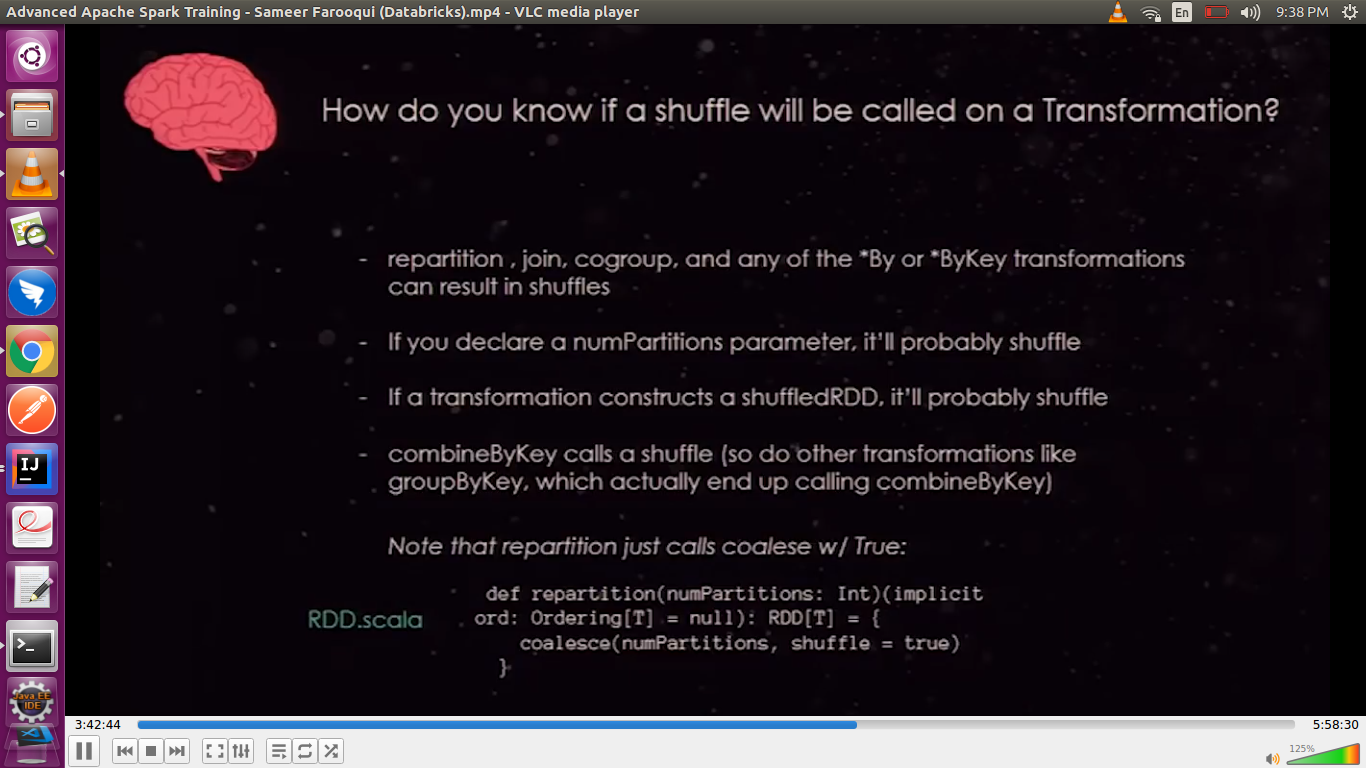 Advanced Apache Spark Training - Sameer Farooqui (Databricks).mp4 - VLC media player
En
9:38 PM
How do you know if a shuffle will be called on a Transformation?
- repartition , join, cogroup, and any of the *By or *ByKey transformations
can result in shuffles
- If you declare a numPartitions parameter, it'll probably shuffle
- If a transformation constructs a shuffledRDD, it'll probably shuffle
- combineByKey calls a shuffle (so do other transformations like
groupByKey, which actually end up calling combineByKey)
Note that repartition just calls coalese w/ True:
RDD.scala
def repartition(numPartitions: Int)(implicit
ord: Ordering[T] = null): RDD[T] = {
coalesce(numPartitions, shuffle = true)
}
IJ
Java EE
IDE
3:42:44
5:58:30
125%